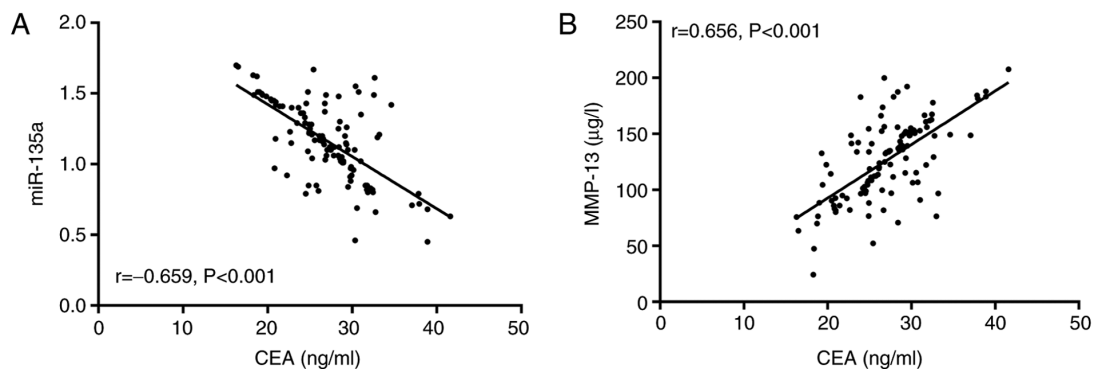 A
miR-135a
2.0
1.5
1.0
0.5
0.0
r=−0.659, P<0.001
0 10 20 30 40 50
CEA (ng/ml)
B
MMP-13 (µg/l)
250
200
150
100
50
0
r=0.656, P<0.001
0 10 20 30 40 50
CEA (ng/ml)